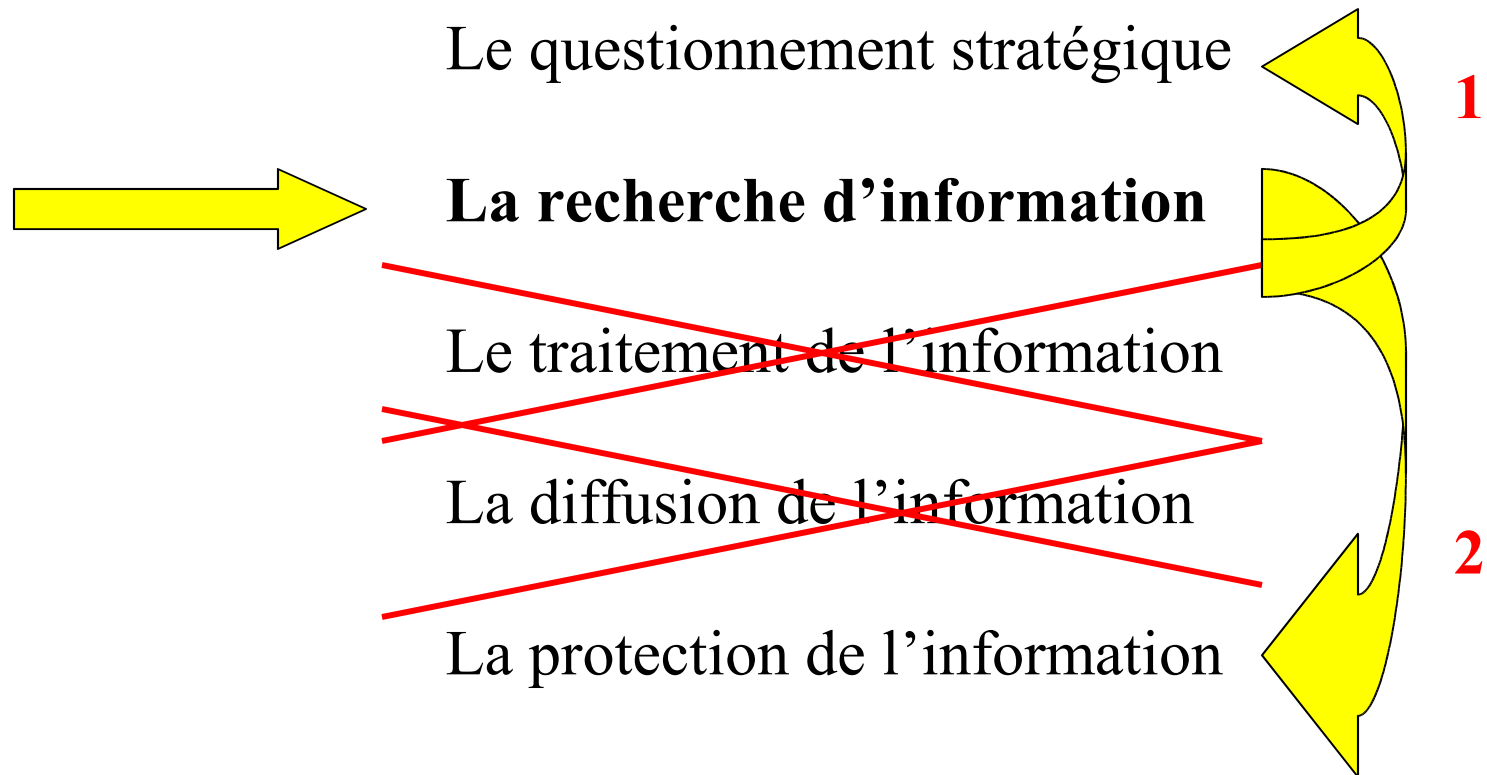 Le questionnement stratégique
1
La recherche d’information
Le traitement de l’information
La diffusion de l’information
2
La protection de l’information